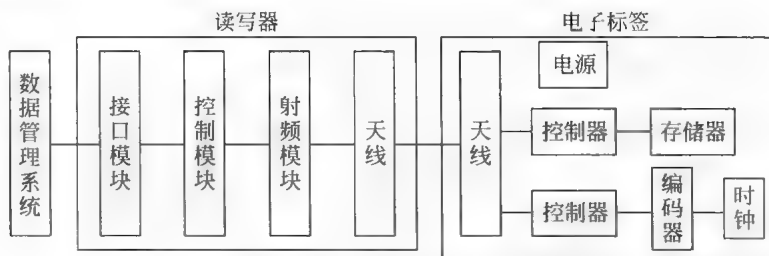 读写器
电子标签
数据管理系统
接口模块
控制模块
射频模块
天线
天线
电源
控制器
存储器
控制器
编码器
时钟